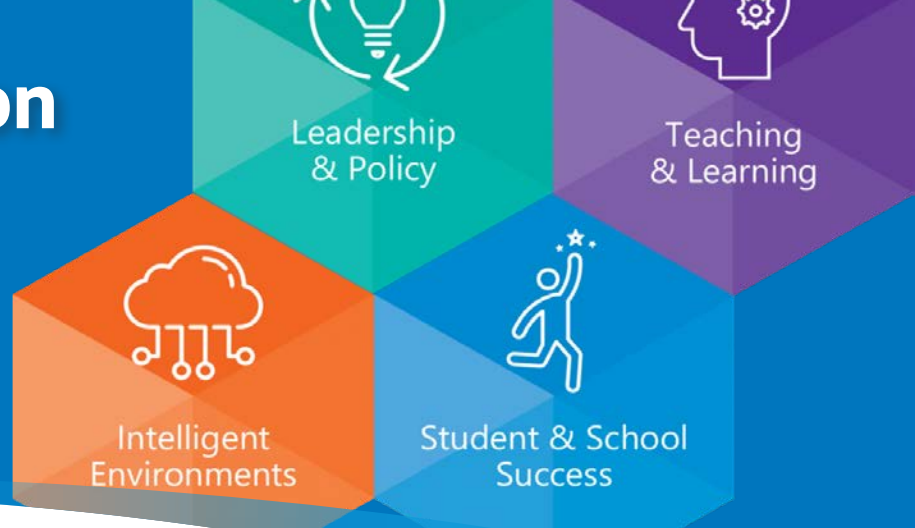 on
Leadership
& Policy
Teaching
& Learning
Intelligent
Environments
Student & School
Success